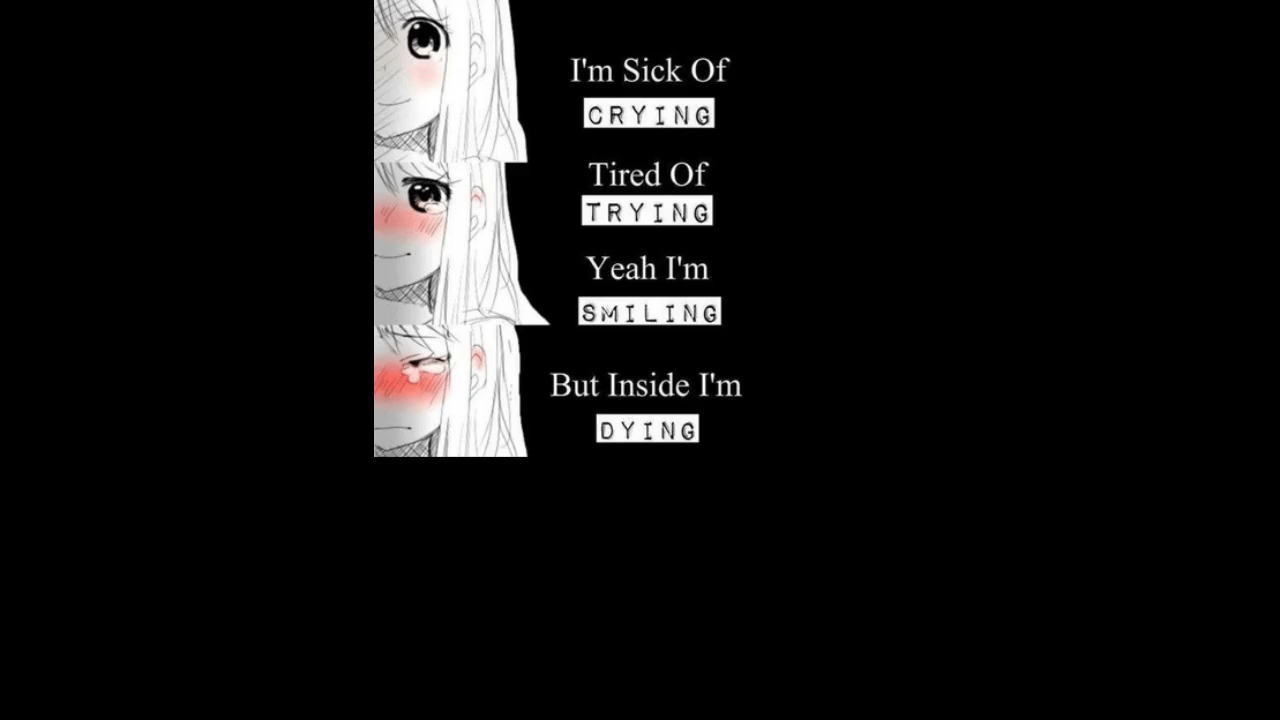 I'm Sick Of
CRYING
Tired Of
TRYING
Yeah I'm
SMILING
But Inside I'm
DYING